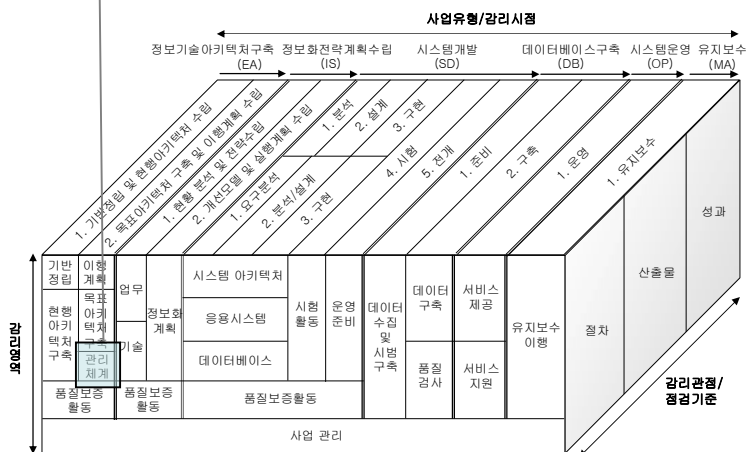 사업유형/감리시점
정보기술아키텍처구축
(EA)
정보화전략계획수립
(IS)
시스템개발
(SD)
데이터베이스구축
(DB)
시스템운영
(OP)
유지보수
(MA)
1. 기반정립 및 현행아키텍처 수립
2. 목표아키텍처 구축 및 이행계획 수립
1. 현황 분석 및 전략수립
2. 개선모델 및 실행계획 수립
1. 분석
2. 설계
3. 구현
1. 요구분석
2. 분석/설계
3. 구현
4. 시험
5. 전개
1. 준비
2. 구축
1. 운영
1. 유지보수
감리영역
기반
정립
이행
계획
현행
아키
텍처
구축
목표
아키
텍처
구축
관리
체계
품질보증
활동
업무
기술
정보화
계획
품질보증
활동
시스템 아키텍처
응용시스템
데이터베이스
시험
활동
운영
준비
품질보증활동
데이터
수집
및
시범
구축
데이터
구축
품질
검사
서비스
제공
서비스
지원
유지보수
이행
사업 관리
절차
산출물
성과
감리관점/
점검기준